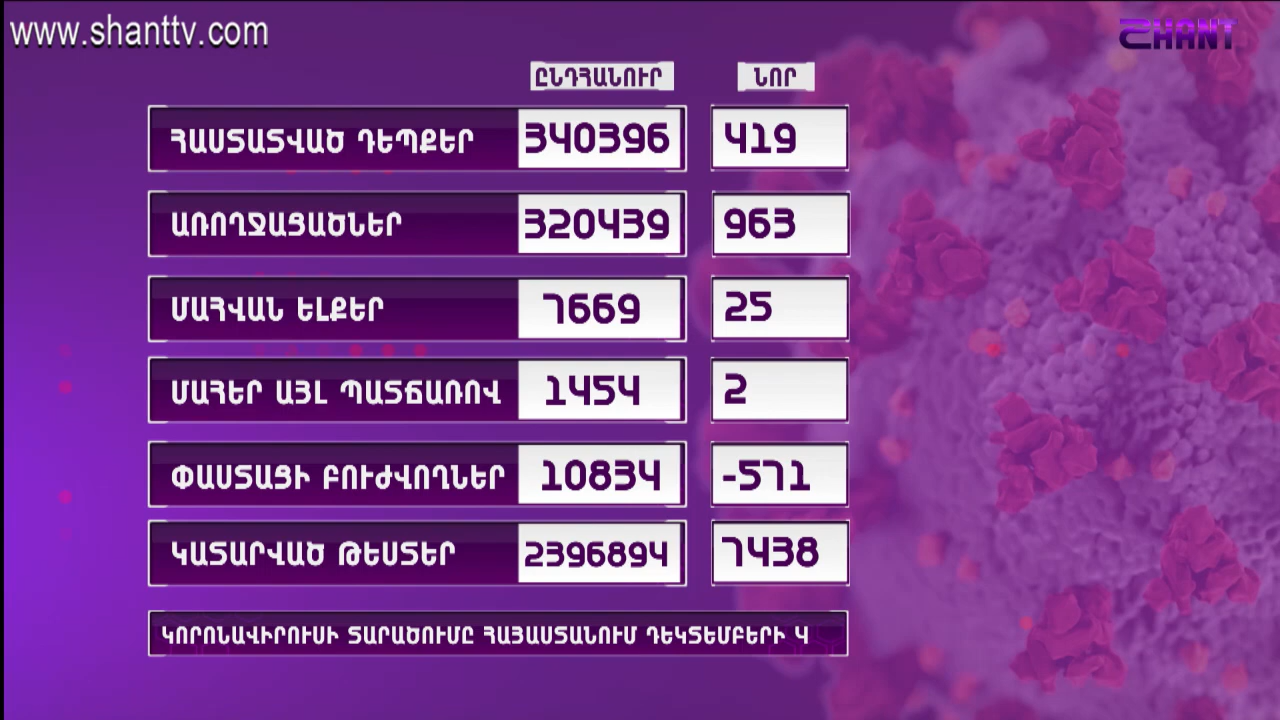 www.shanttv.com
SHANT
ԸՆԴՀԱՆՈՒՐ ՆՈՐ
ՀԱՍՏԱՏՎԱԾ ԴԵՊՔԵՐ 340396 419
ԱՌՈՂՋԱՑԱԾՆԵՐ 320439 963
ՄԱՀՎԱՆ ԵԼՔԵՐ 7669 25
ՄԱՀԵՐ ԱՅԼ ՊԱՏՃԱՌՈՎ 1454 2
ՓԱՍՏԱՑԻ ԲՈՒԺՎՈՂՆԵՐ 10834 -571
ԿԱՏԱՐՎԱԾ ԹԵՍՏԵՐ 2396894 7438
ԿՈՐՈՆԱՎԻՐՈՒՍԻ ՏԱՐԱԾՈՒՄԸ ՀԱՅԱՍՏԱՆՈՒՄ ԴԵԿՏԵՄԲԵՐԻ 4